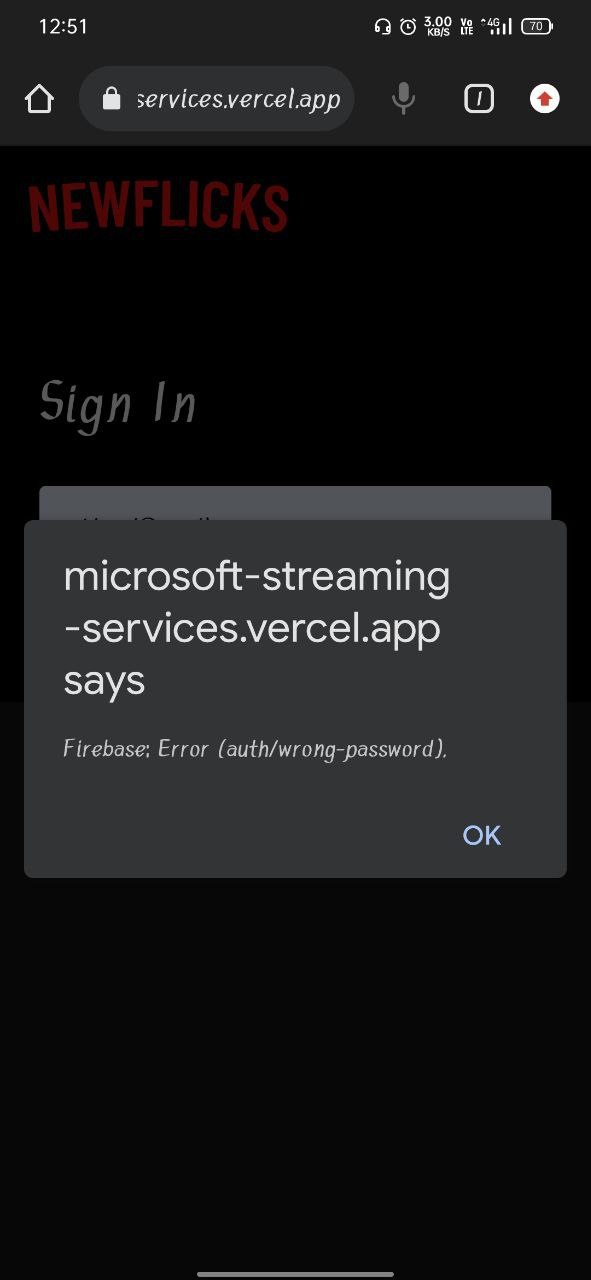 12:51
3.00 KB/S Vo LTE 4G 70
services.vercel.app
NEWFLICKS
Sign In
microsoft-streaming
-services.vercel.app
says
Firebase: Error (auth/wrong-password).
OK